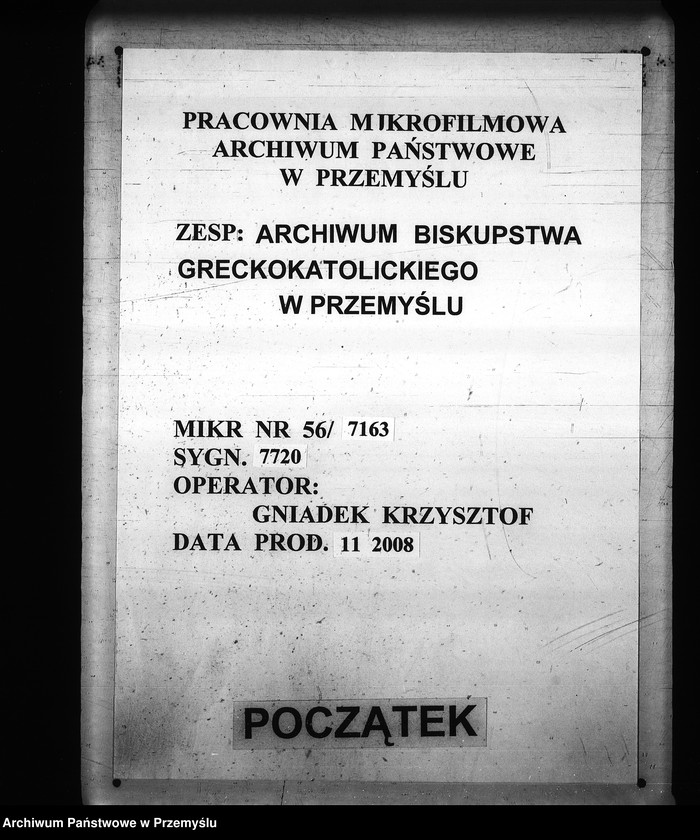 PRACOWNIA MIKROFILMOWA
ARCHIWUM PAŃSTWOWE
W PRZEMYŚLU
ZESP: ARCHIWUM BISKUPSTWA
GRECKOKATOLICKIEGO
W PRZEMYŚLU
MIKR NR 56/ 7163
SYGN. 7720
OPERATOR:
GNIADEK KRZYSZTOF
DATA PROD. 11 2008
POCZĄTEK
Archiwum Państwowe w Przemyślu